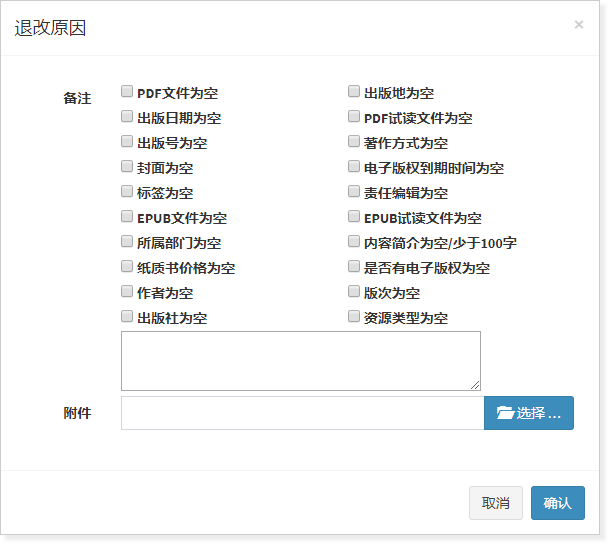 退改原因 ×
备注 PDF文件为空 出版地为空
出版日期为空 PDF试读文件为空
出版号为空 著作方式为空
封面为空 电子版权到期时间为空
标签为空 责任编辑为空
EPUB文件为空 EPUB试读文件为空
所属部门为空 内容简介为空/少于100字
纸质书价格为空 是否有电子版权为空
作者为空 版次为空
出版社为空 资源类型为空
附件 选择 ...
取消 确认